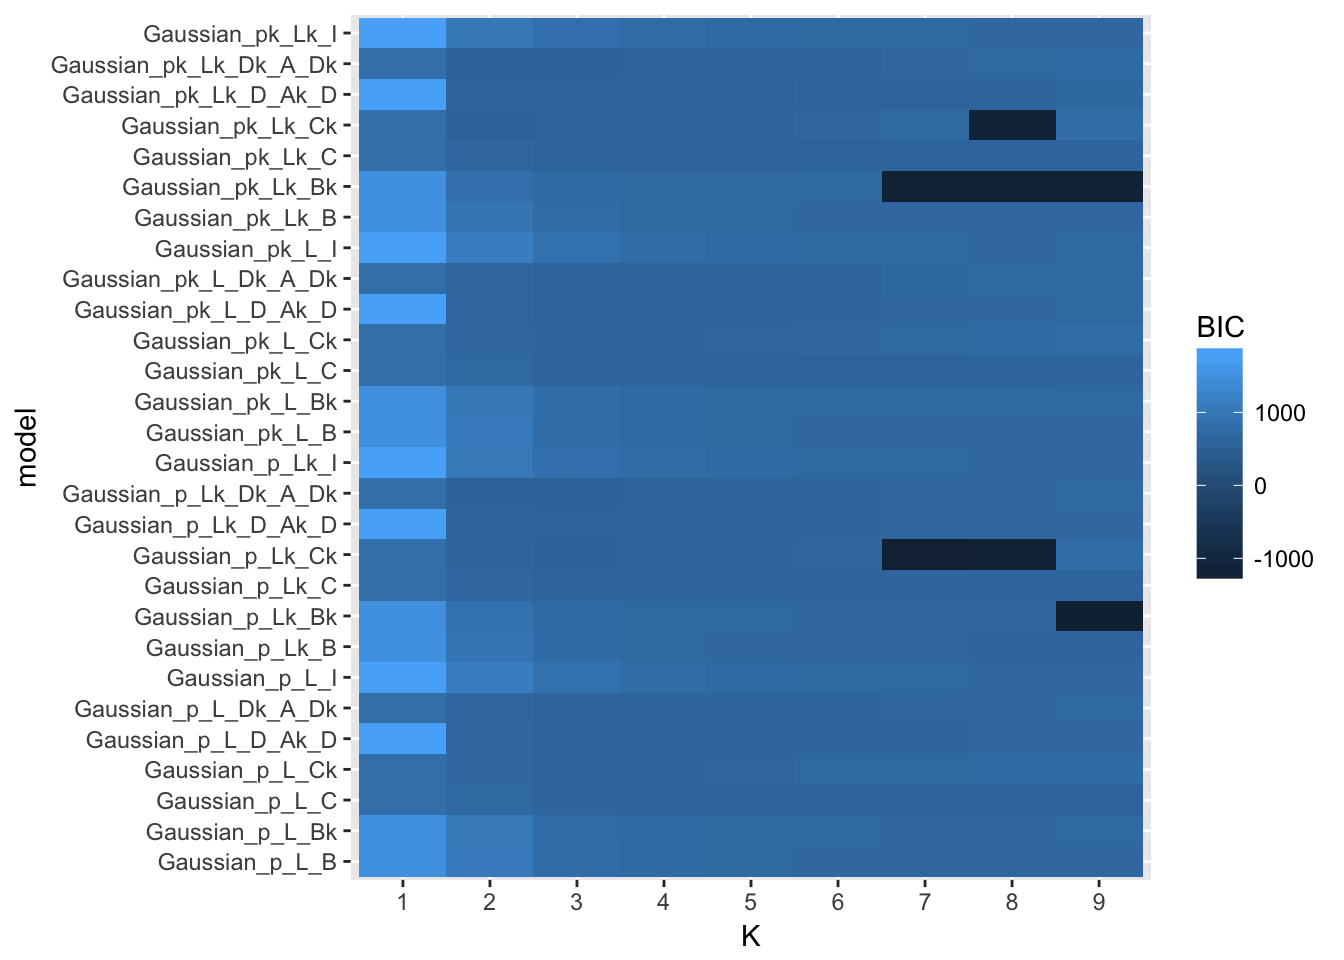 Gaussian_pk_Lk_I
Gaussian_pk_Lk_Dk_A_Dk
Gaussian_pk_Lk_D_Ak_D
Gaussian_pk_Lk_Ck
Gaussian_pk_Lk_C
Gaussian_pk_Lk_Bk
Gaussian_pk_Lk_B
Gaussian_pk_L_I
Gaussian_pk_L_Dk_A_Dk
Gaussian_pk_L_D_Ak_D
Gaussian_pk_L_Ck
Gaussian_pk_L_C
Gaussian_pk_L_Bk
Gaussian_pk_L_B
Gaussian_p_Lk_I
Gaussian_p_Lk_Dk_A_Dk
Gaussian_p_Lk_D_Ak_D
Gaussian_p_Lk_Ck
Gaussian_p_Lk_C
Gaussian_p_Lk_Bk
Gaussian_p_Lk_B
Gaussian_p_L_I
Gaussian_p_L_Dk_A_Dk
Gaussian_p_L_D_Ak_D
Gaussian_p_L_Ck
Gaussian_p_L_C
Gaussian_p_L_Bk
Gaussian_p_L_B
model
1 2 3 4 5 6 7 8 9
K
BIC
1000
0
-1000